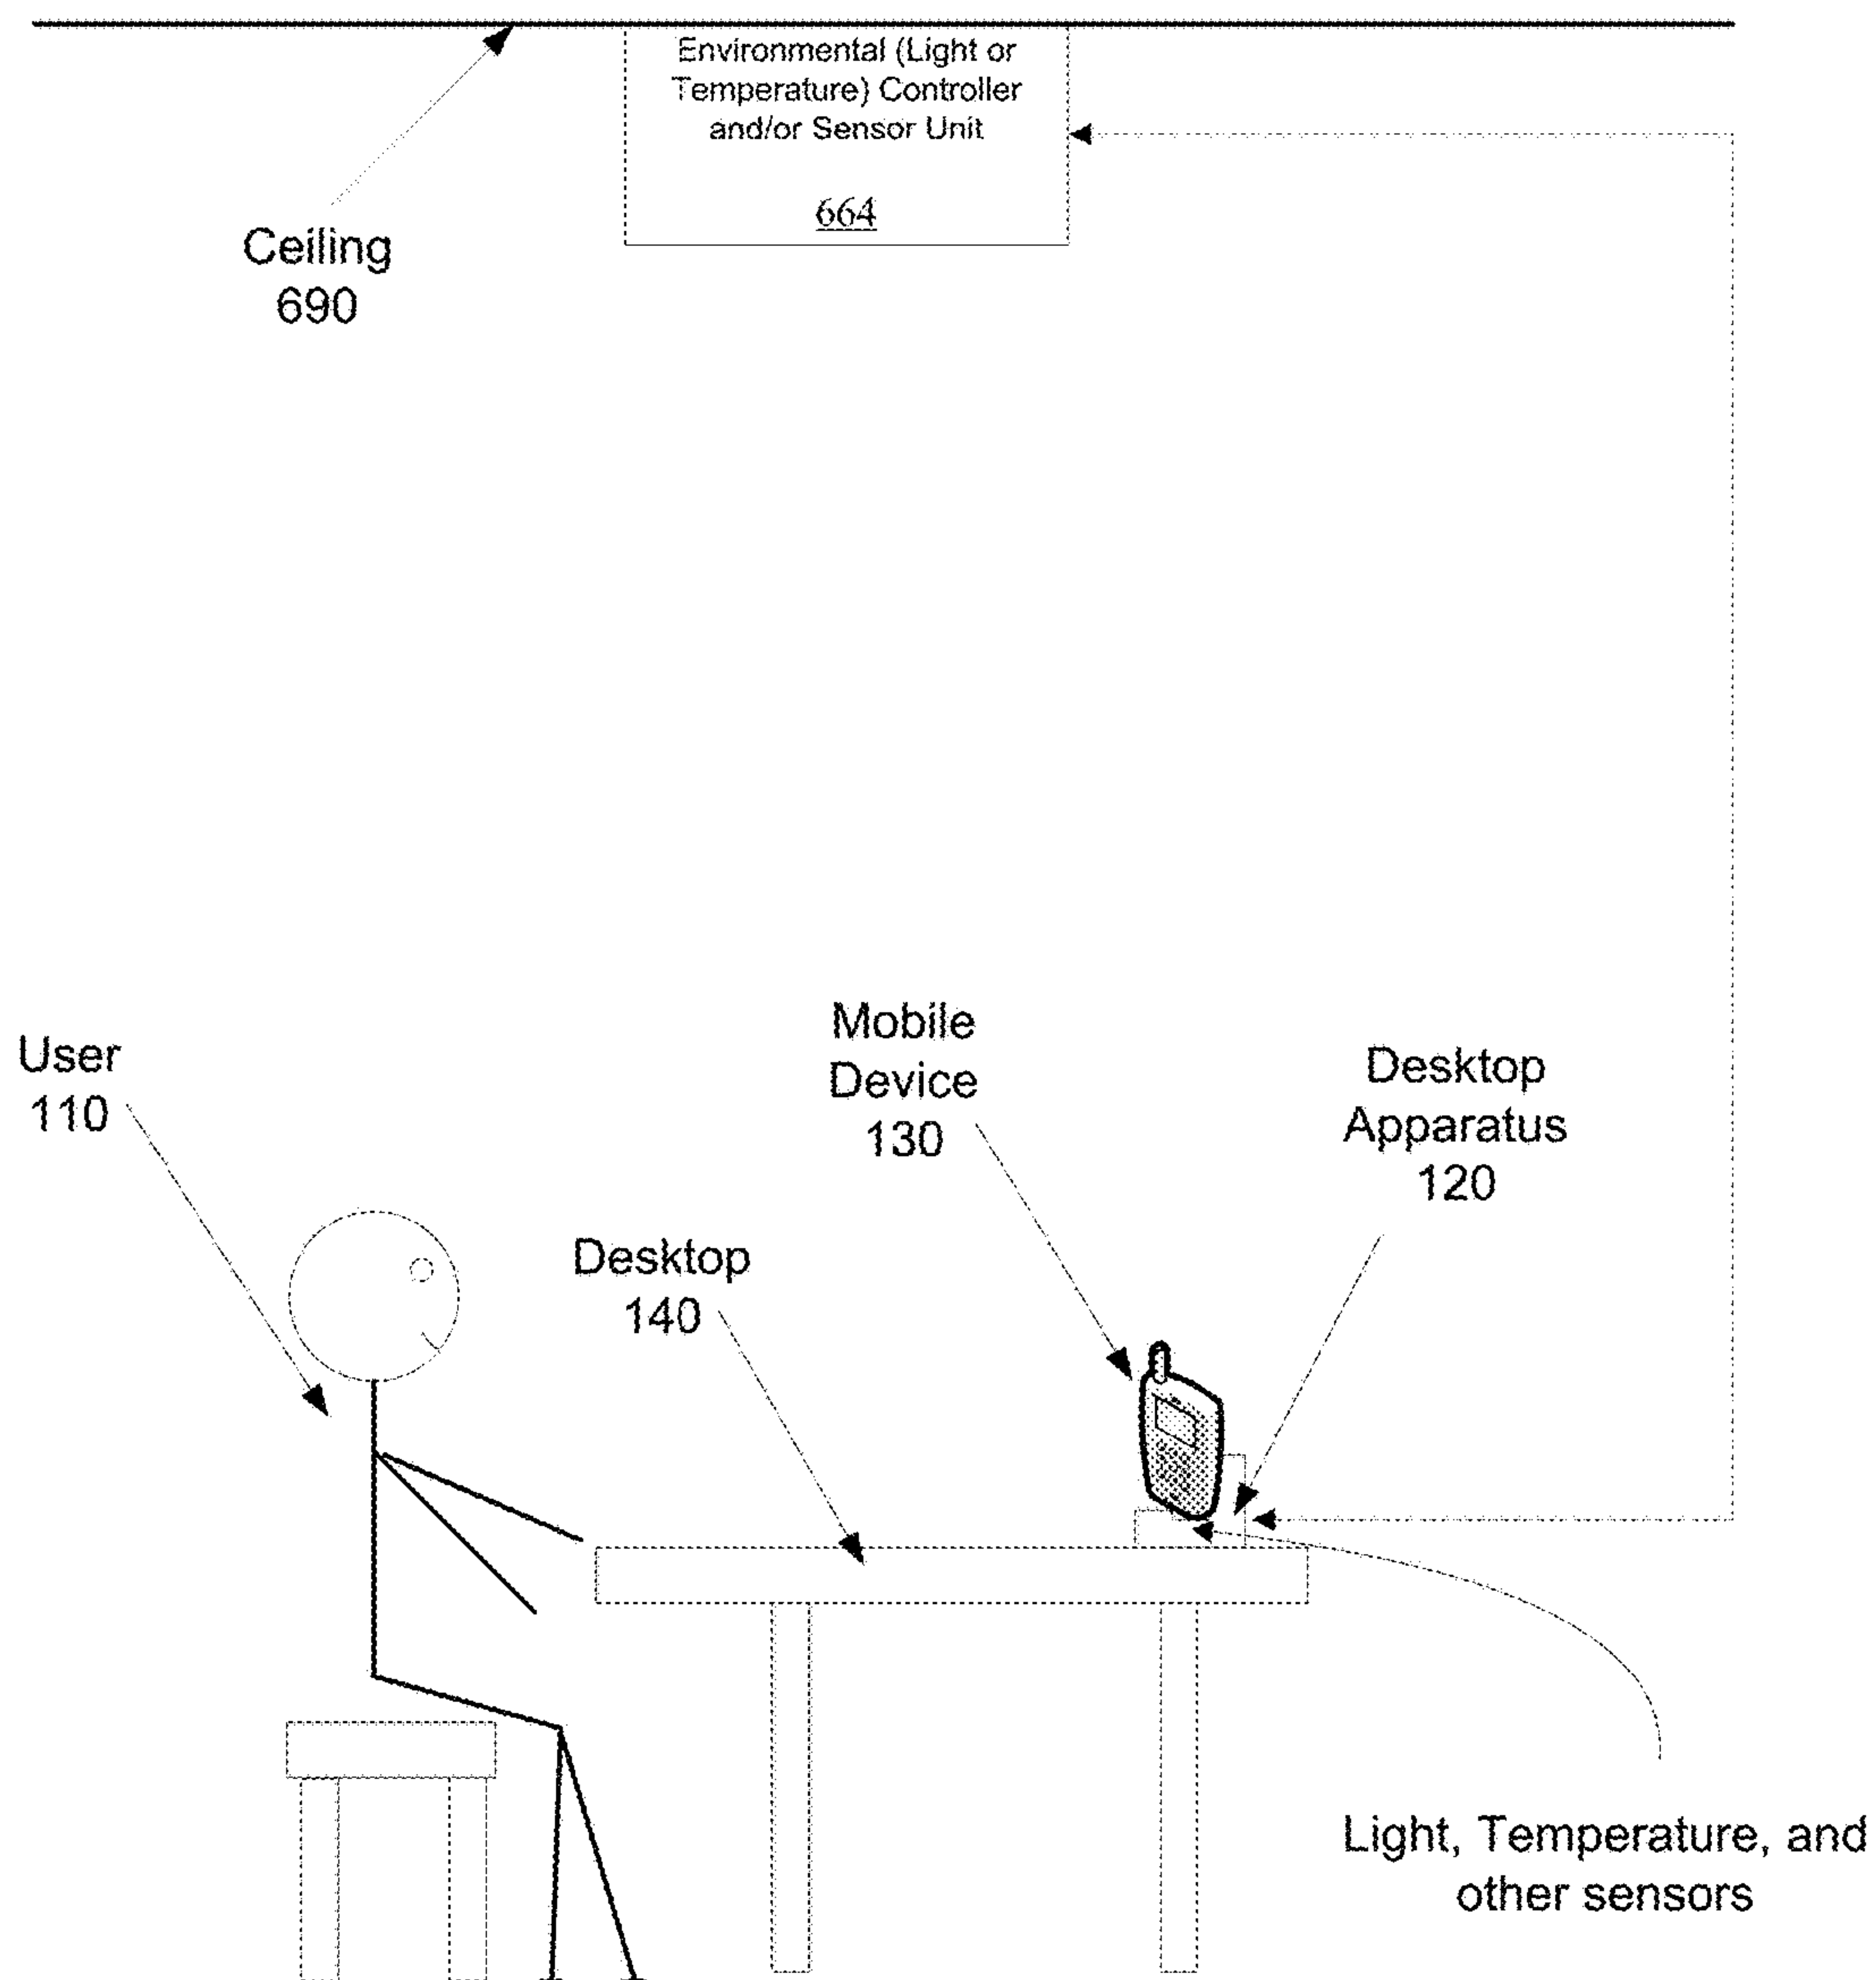 Environmental (Light or
Temperature) Controller
and/or Sensor Unit
664
Ceiling
690
User
110
Mobile
Device
130
Desktop
Apparatus
120
Desktop
140
Light, Temperature, and
other sensors